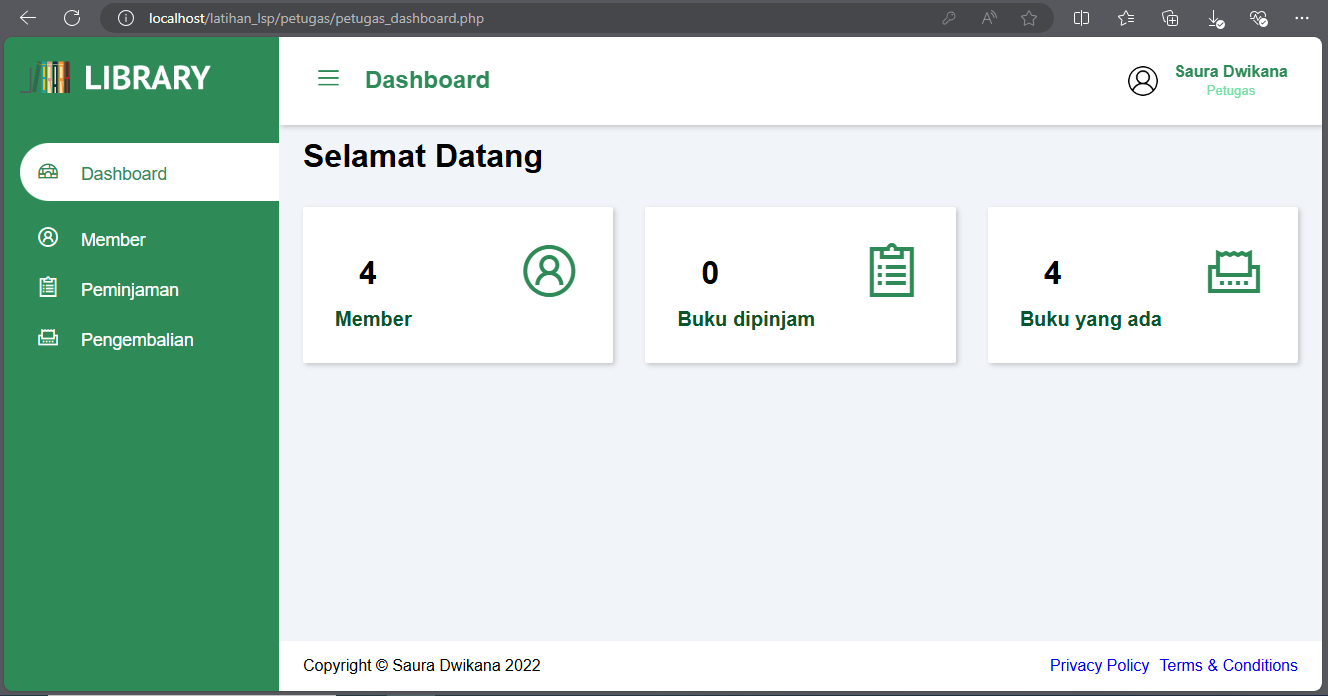 localhost/latihan_lsp/petugas/petugas_dashboard.php
LIBRARY
Dashboard
Saura Dwikana
Petugas
Dashboard
Member
Peminjaman
Pengembalian
Selamat Datang
4
Member
0
Buku dipinjam
4
Buku yang ada
Copyright © Saura Dwikana 2022
Privacy Policy Terms & Conditions